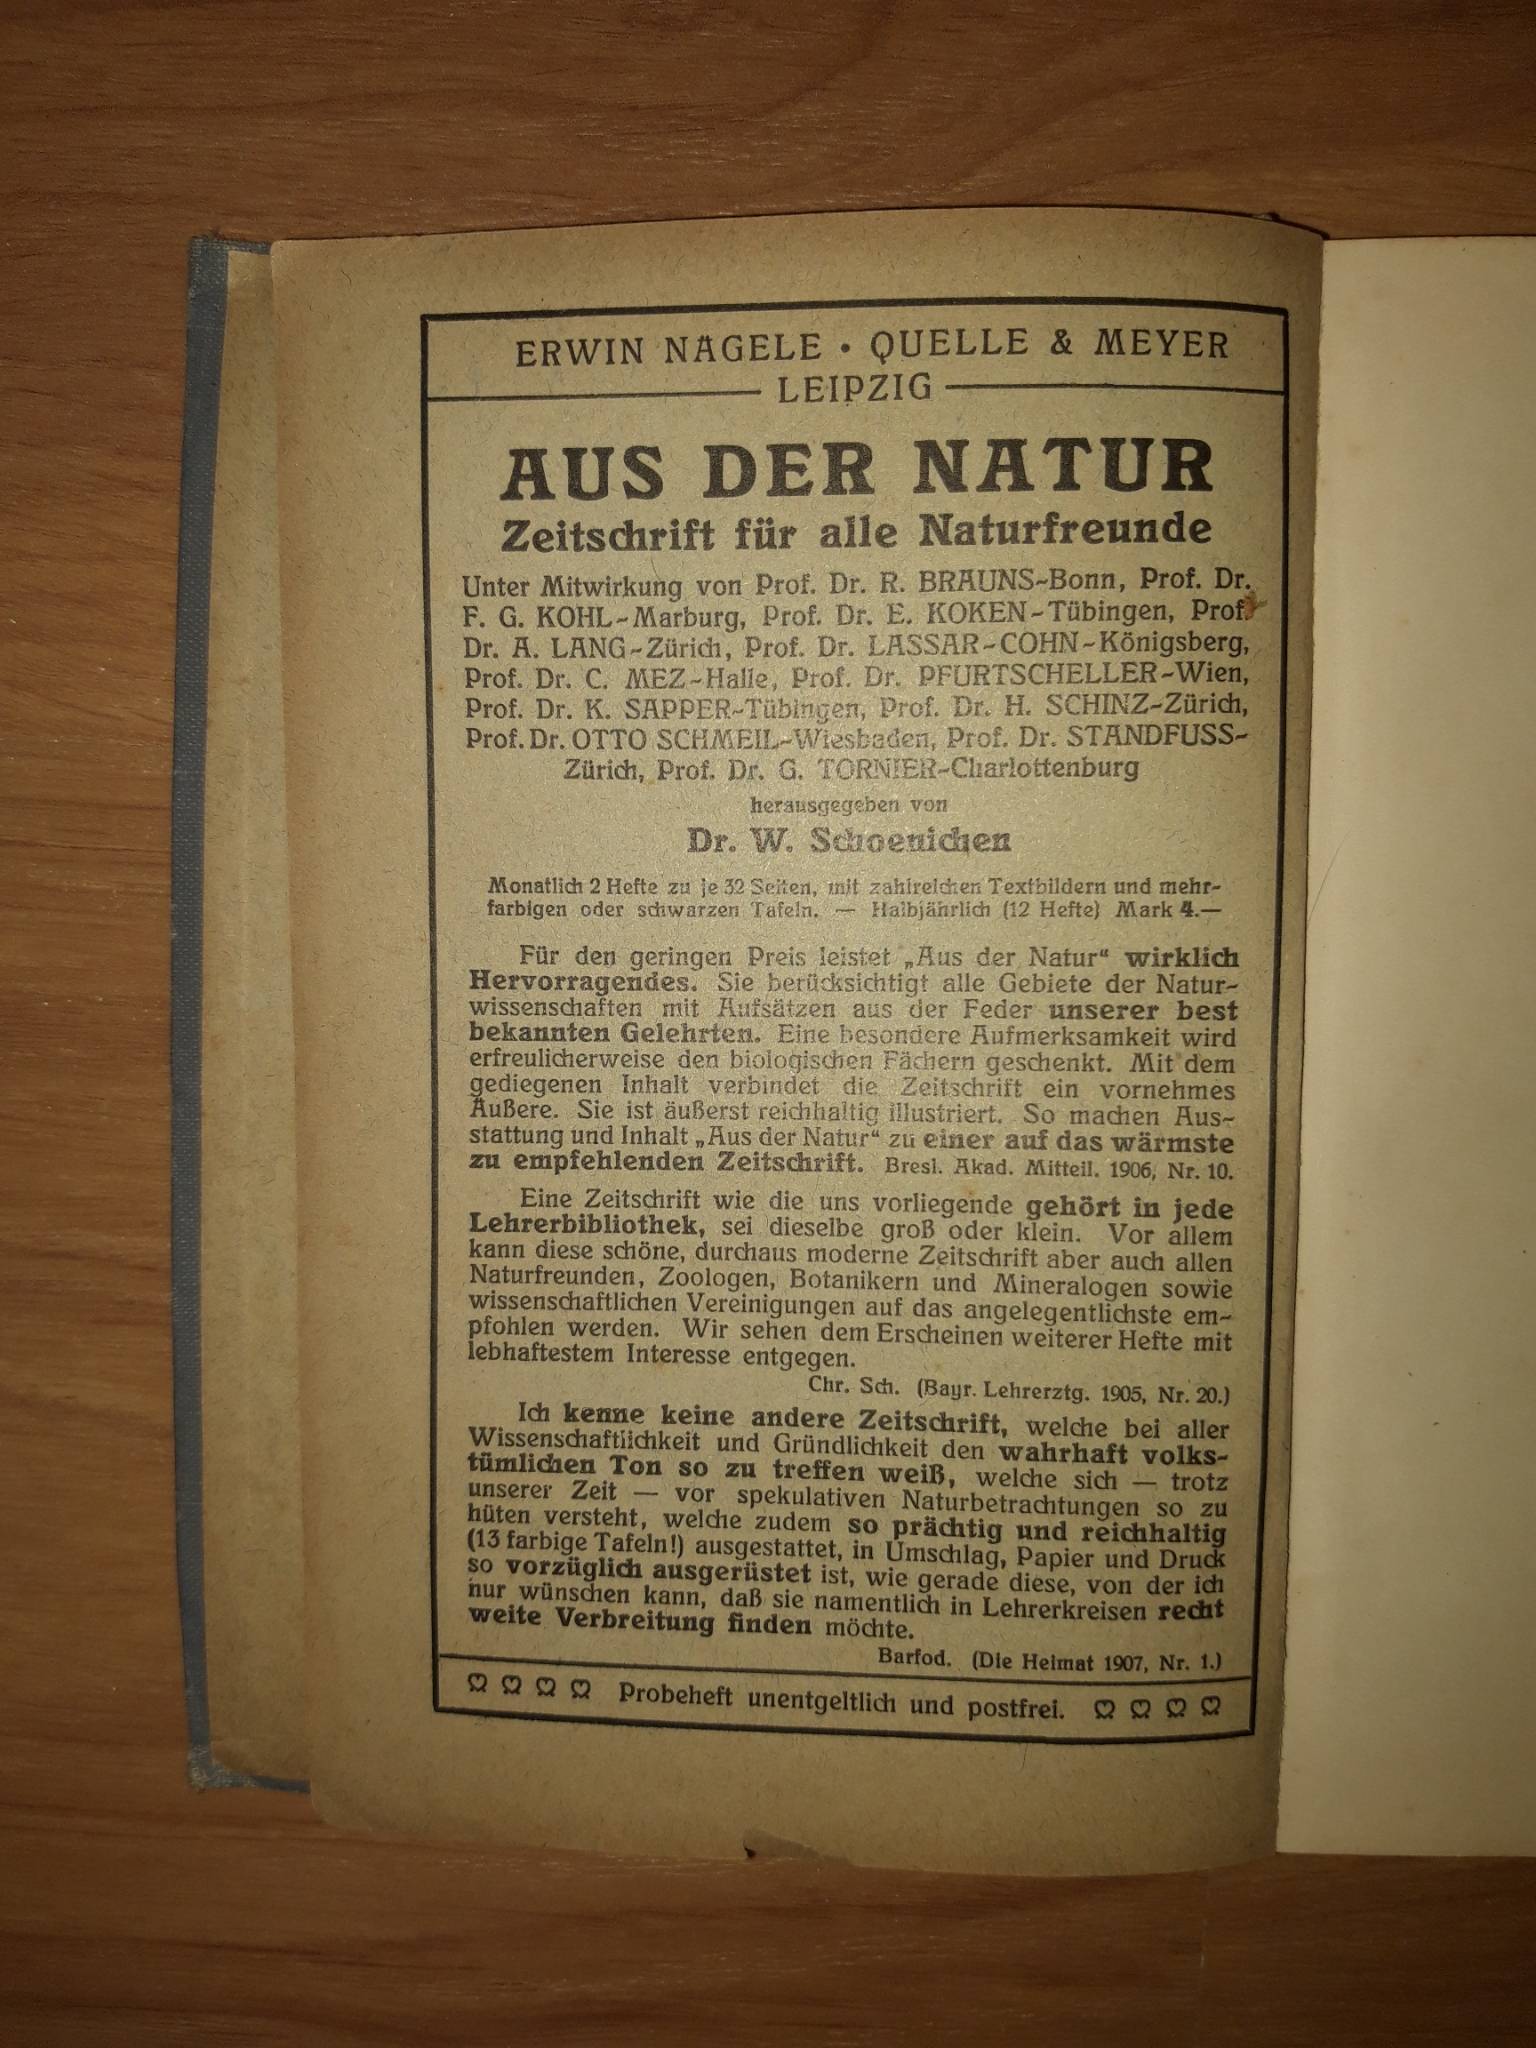 ERWIN NÄGELE • QUELLE & MEYER
LEIPZIG
AUS DER NATUR
Zeitschrift für alle Naturfreunde
Unter Mitwirkung von Prof. Dr. R. BRAUNS-Bonn, Prof. Dr.
F. G. KOHL-Marburg, Prof. Dr. E. KOKEN-Tübingen, Prof.
Dr. A. LANG-Zürich, Prof. Dr. LASSAR-COHN-Königsberg,
Prof. Dr. C. MEZ-Halle, Prof. Dr. PFURTSCHELLER-Wien,
Prof. Dr. K. SAPPER-Tübingen, Prof. Dr. H. SCHINZ-Zürich,
Prof. Dr. OTTO SCHMEIL-Wiesbaden, Prof. Dr. STANDFUSS-
Zürich, Prof. Dr. G. TORNIER-Charlottenburg
herausgegeben von
Dr. W. Schoenichen
Monatlich 2 Hefte zu je 32 Seiten, mit zahlreichen Textbildern und mehr-
farbigen oder schwarzen Tafeln. — Halbjährlich (12 Hefte) Mark 4.—
Für den geringen Preis leistet „Aus der Natur“ wirklich
Hervorragendes. Sie berücksichtigt alle Gebiete der Natur-
wissenschaften mit Aufsätzen aus der Feder unserer best
bekannten Gelehrten. Eine besondere Aufmerksamkeit wird
erfreulicherweise den biologischen Fächern geschenkt. Mit dem
gediegenen Inhalt verbindet die Zeitschrift ein vornehmes
Äußere. Sie ist äußerst reichhaltig illustriert. So machen Aus-
stattung und Inhalt „Aus der Natur“ zu einer auf das wärmste
zu empfehlenden Zeitschrift. Bresl. Akad. Mitteil. 1906, Nr. 10.
Eine Zeitschrift wie die uns vorliegende gehört in jede
Lehrerbibliothek, sei dieselbe groß oder klein. Vor allem
kann diese schöne, durchaus moderne Zeitschrift aber auch allen
Naturfreunden, Zoologen, Botanikern und Mineralogen sowie
wissenschaftlichen Vereinigungen auf das angelegentlichste em-
pfohlen werden. Wir sehen dem Erscheinen weiterer Hefte mit
lebhaftestem Interesse entgegen.
Chr. Sch. (Bayr. Lehrerztg. 1905, Nr. 20.)
Ich kenne keine andere Zeitschrift, welche bei aller
Wissenschaftlichkeit und Gründlichkeit den wahrhaft volks-
tümlichen Ton so zu treffen weiß, welche sich — trotz
unserer Zeit — vor spekulativen Naturbetrachtungen so zu
hüten versteht, welche zudem so prächtig und reichhaltig
(13 farbige Tafeln!) ausgestattet, in Umschlag, Papier und Druck
so vorzüglich ausgerüstet ist, wie gerade diese, von der ich
nur wünschen kann, daß sie namentlich in Lehrerkreisen recht
weite Verbreitung finden möchte.
Barfod. (Die Heimat 1907, Nr. 1.)
Probeheft unentgeltlich und postfrei.